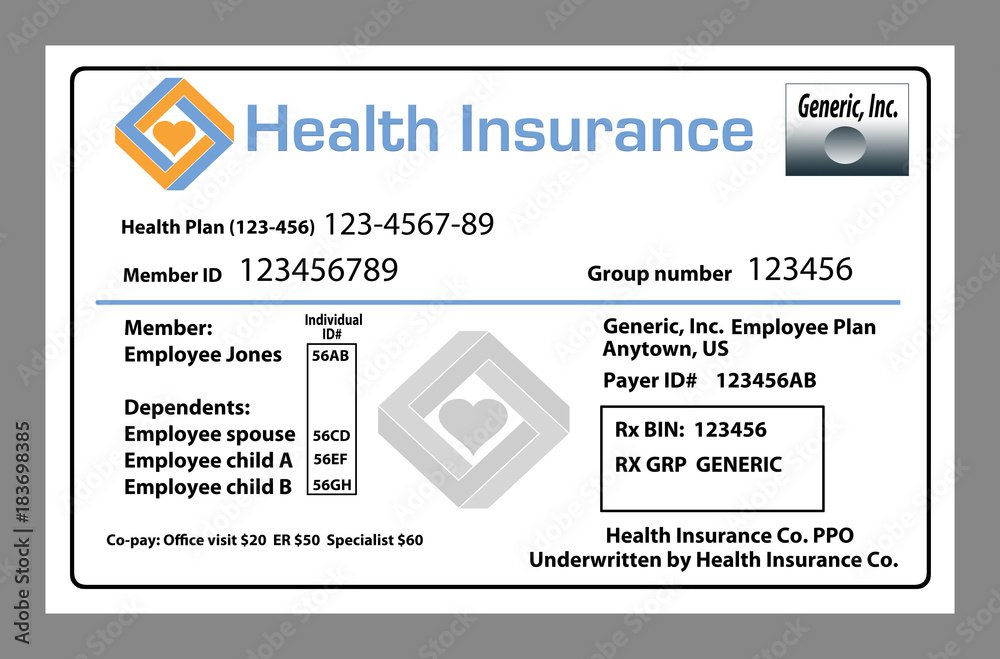 Health Insurance
Generic, Inc.
Health Plan (123-456) 123-4567-89
Member ID 123456789
Group number 123456
Member:
Individual
ID#
Employee Jones 56AB
Dependents:
Employee spouse 56CD
Employee child A 56EF
Employee child B 56GH
Co-pay: Office visit $20 ER $50 Specialist $60
Generic, Inc. Employee Plan
Anytown, US
Payer ID# 123456AB
Rx BIN: 123456
RX GRP GENERIC
Health Insurance Co. PPO
Underwritten by Health Insurance Co.
Adobe Stock | #183698385